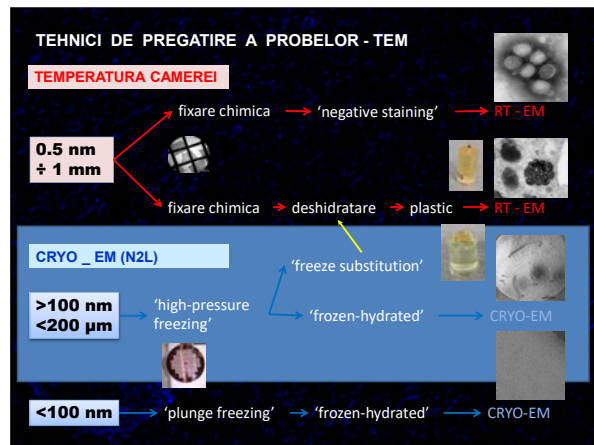 TEHNICI DE PREGATIRE A PROBELOR - TEM
TEMPERATURA CAMEREI
fixare chimica
‘negative staining’
RT - EM
0.5 nm
÷ 1 mm
fixare chimica
deshidratare
plastic
RT - EM
CRYO _ EM (N2L)
‘freeze substitution’
>100 nm
<200 µm
‘high-pressure
freezing’
‘frozen-hydrated’
CRYO-EM
<100 nm
‘plunge freezing’
‘frozen-hydrated’
CRYO-EM